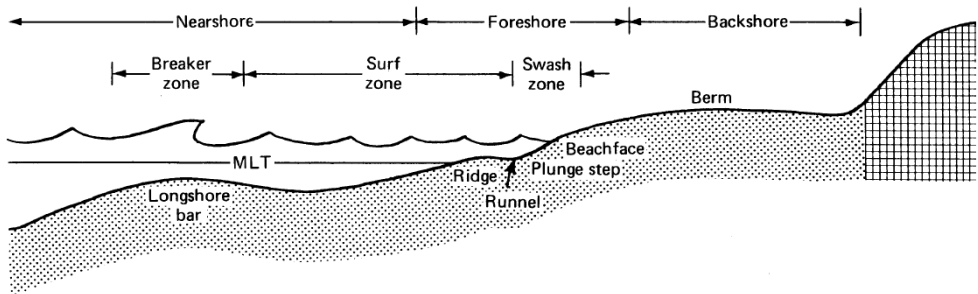 Nearshore
Foreshore
Backshore
Breaker
zone
Surf
zone
Swash
zone
Berm
MLT
Beachface
Ridge
Plunge step
Longshore
bar
Runnel